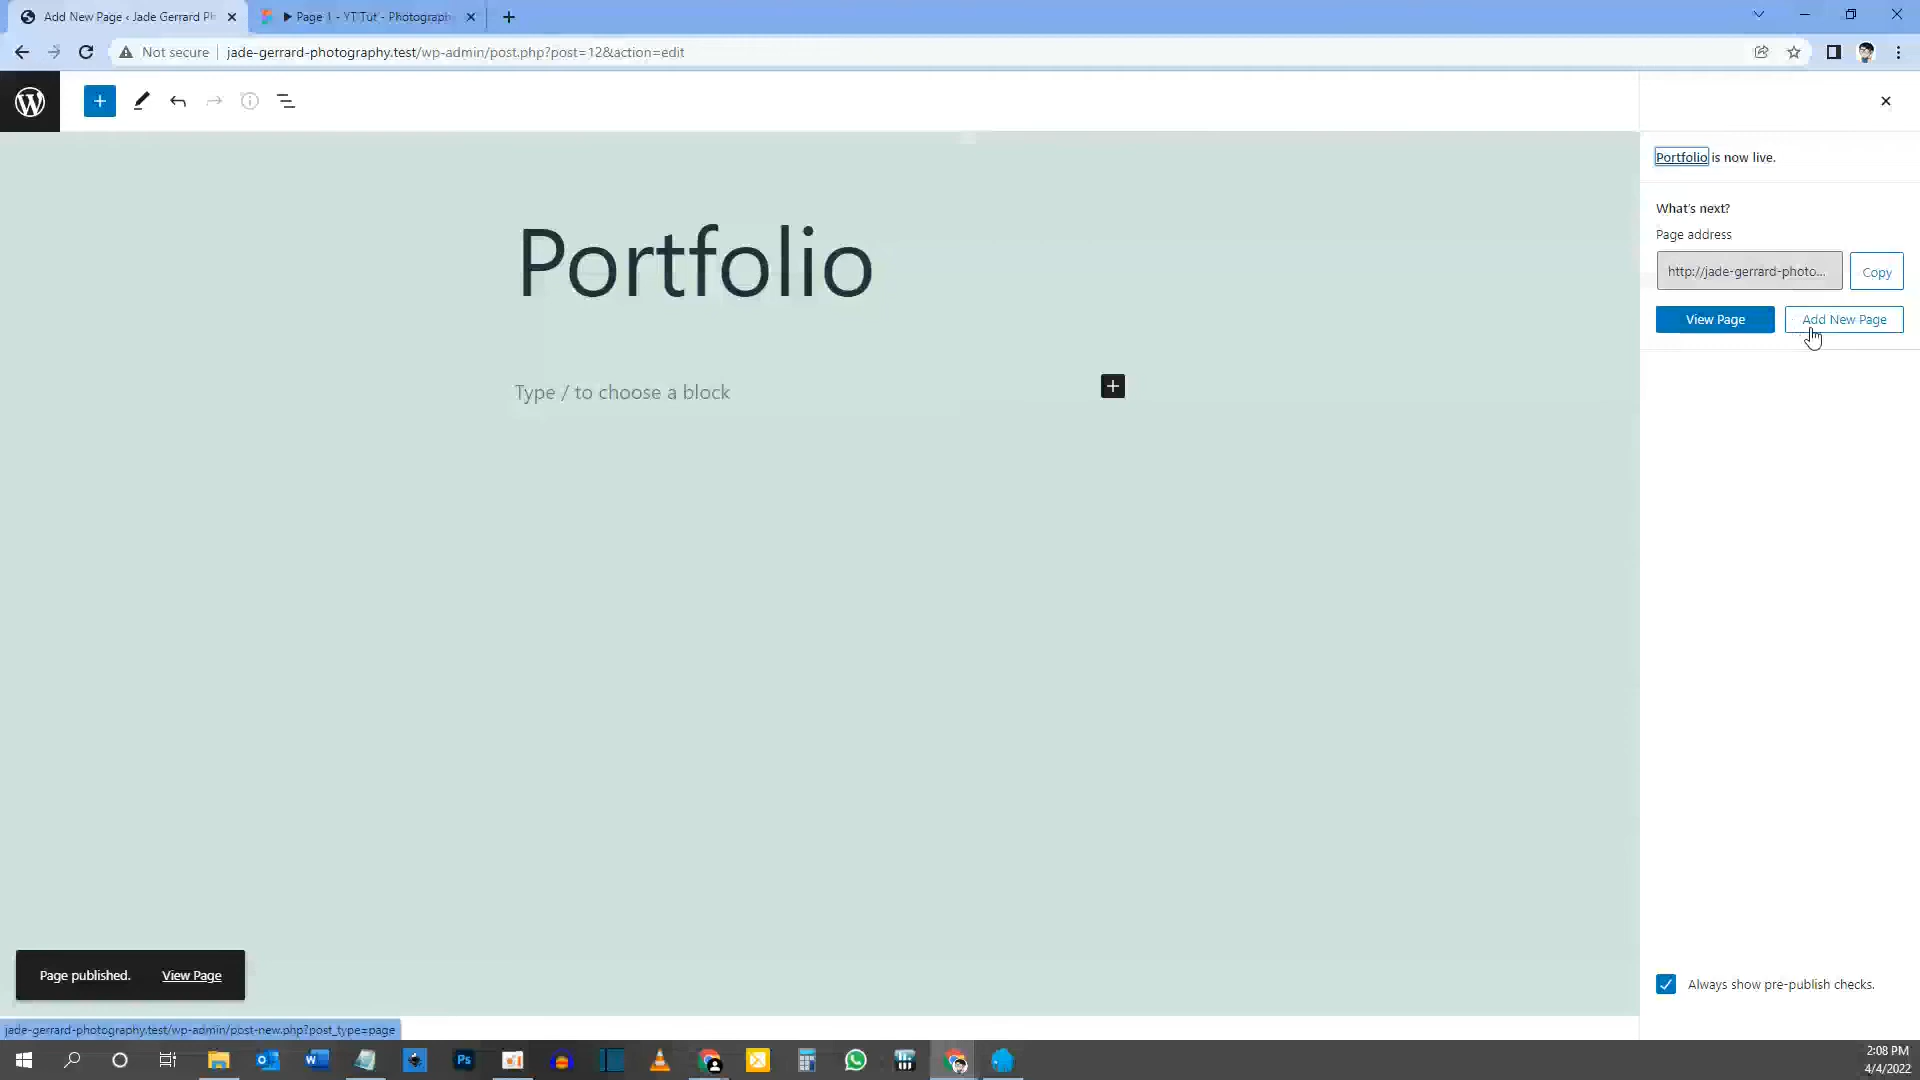 Add New Page ‹ Jade Gerrard Ph
▶ Page 1 - YT Tut - Photograph
Not secure
jade-gerrard-photography.test/wp-admin/post.php?post=12&action=edit
Portfolio is now live.
What's next?
Page address
http://jade-gerrard-photo...
Copy
View Page
Add New Page
Portfolio
Type / to choose a block
Always show pre-publish checks.
Page published.
View Page
jade-gerrard-photography.test/wp-admin/post-new.php?post_type=page
Ps
2:08 PM
4/4/2022